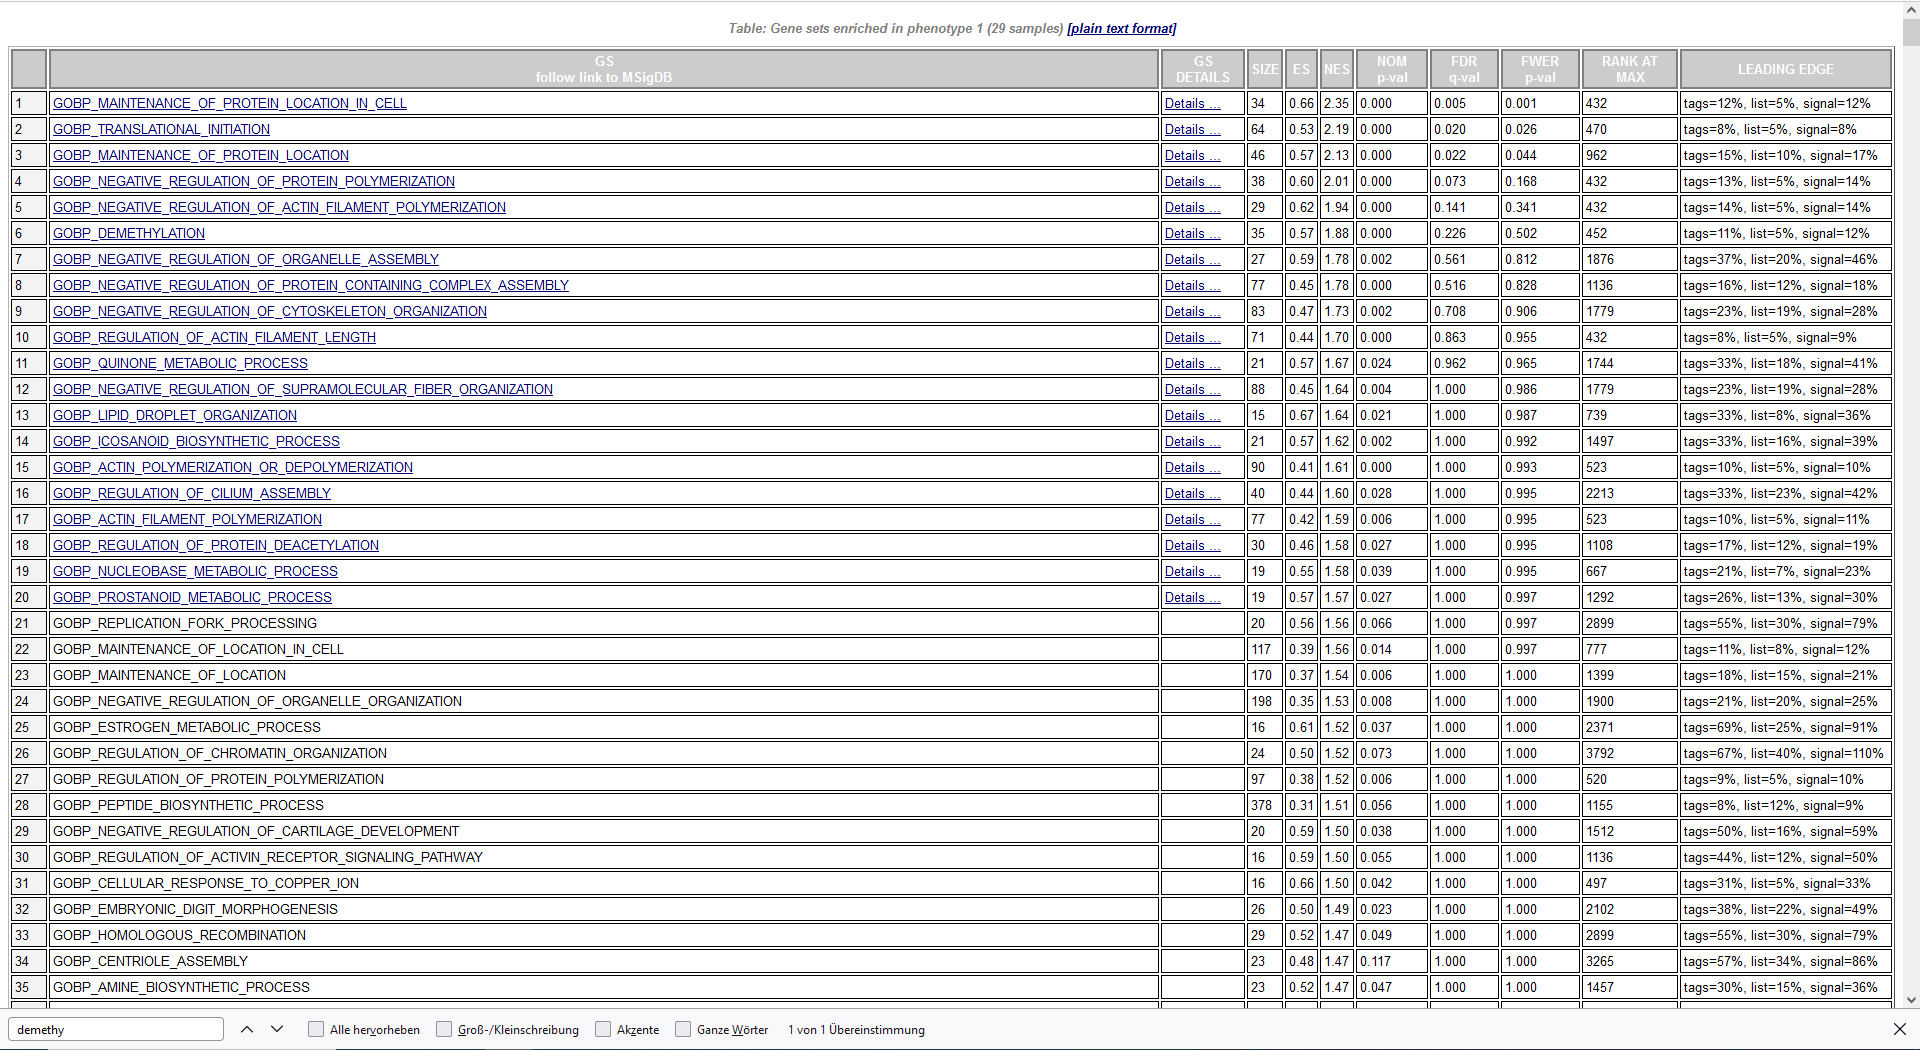 Table: Gene sets enriched in phenotype 1 (29 samples) [plain text format]
GS follow link to MSigDB GS DETAILS SIZE ES NES NOM p-val FDR q-val FWER p-val RANK AT MAX LEADING EDGE
1 GOBP_MAINTENANCE_OF_PROTEIN_LOCATION_IN_CELL Details ... 34 0.66 2.35 0.000 0.005 0.001 432 tags=12%, list=5%, signal=12%
2 GOBP_TRANSLATIONAL_INITIATION Details ... 64 0.53 2.19 0.000 0.020 0.026 470 tags=8%, list=5%, signal=8%
3 GOBP_MAINTENANCE_OF_PROTEIN_LOCATION Details ... 46 0.57 2.13 0.000 0.022 0.044 962 tags=15%, list=10%, signal=17%
4 GOBP_NEGATIVE_REGULATION_OF_PROTEIN_POLYMERIZATION Details ... 38 0.60 2.01 0.000 0.073 0.168 432 tags=13%, list=5%, signal=14%
5 GOBP_NEGATIVE_REGULATION_OF_ACTIN_FILAMENT_POLYMERIZATION Details ... 29 0.62 1.94 0.000 0.141 0.341 432 tags=14%, list=5%, signal=14%
6 GOBP_DEMETHYLATION Details ... 35 0.57 1.88 0.000 0.226 0.502 452 tags=11%, list=5%, signal=12%
7 GOBP_NEGATIVE_REGULATION_OF_ORGANELLE_ASSEMBLY Details ... 27 0.59 1.78 0.002 0.561 0.812 1876 tags=37%, list=20%, signal=46%
8 GOBP_NEGATIVE_REGULATION_OF_PROTEIN_CONTAINING_COMPLEX_ASSEMBLY Details ... 77 0.45 1.78 0.000 0.516 0.828 1136 tags=16%, list=12%, signal=18%
9 GOBP_NEGATIVE_REGULATION_OF_CYTOSKELETON_ORGANIZATION Details ... 83 0.47 1.73 0.002 0.708 0.906 1779 tags=23%, list=19%, signal=28%
10 GOBP_REGULATION_OF_ACTIN_FILAMENT_LENGTH Details ... 71 0.44 1.70 0.000 0.863 0.955 432 tags=8%, list=5%, signal=9%
11 GOBP_QUINONE_METABOLIC_PROCESS Details ... 21 0.57 1.67 0.024 0.962 0.965 1744 tags=33%, list=18%, signal=41%
12 GOBP_NEGATIVE_REGULATION_OF_SUPRAMOLECULAR_FIBER_ORGANIZATION Details ... 88 0.45 1.64 0.004 1.000 0.986 1779 tags=23%, list=19%, signal=28%
13 GOBP_LIPID_DROPLET_ORGANIZATION Details ... 15 0.67 1.64 0.021 1.000 0.987 739 tags=33%, list=8%, signal=36%
14 GOBP_ICOSANOID_BIOSYNTHETIC_PROCESS Details ... 21 0.57 1.62 0.002 1.000 0.992 1497 tags=33%, list=16%, signal=39%
15 GOBP_ACTIN_POLYMERIZATION_OR_DEPOLYMERIZATION Details ... 90 0.41 1.61 0.000 1.000 0.993 523 tags=10%, list=5%, signal=10%
16 GOBP_REGULATION_OF_CILIUM_ASSEMBLY Details ... 40 0.44 1.60 0.028 1.000 0.995 2213 tags=33%, list=23%, signal=42%
17 GOBP_ACTIN_FILAMENT_POLYMERIZATION Details ... 77 0.42 1.59 0.006 1.000 0.995 523 tags=10%, list=5%, signal=11%
18 GOBP_REGULATION_OF_PROTEIN_DEACETYLATION Details ... 30 0.46 1.58 0.027 1.000 0.995 1108 tags=17%, list=12%, signal=19%
19 GOBP_NUCLEOBASE_METABOLIC_PROCESS Details ... 19 0.55 1.58 0.039 1.000 0.995 667 tags=21%, list=7%, signal=23%
20 GOBP_PROSTANOID_METABOLIC_PROCESS Details ... 19 0.57 1.57 0.027 1.000 0.997 1292 tags=26%, list=13%, signal=30%
21 GOBP_REPLICATION_FORK_PROCESSING 20 0.56 1.56 0.066 1.000 0.997 2899 tags=55%, list=30%, signal=79%
22 GOBP_MAINTENANCE_OF_LOCATION_IN_CELL 117 0.39 1.56 0.014 1.000 0.997 777 tags=11%, list=8%, signal=12%
23 GOBP_MAINTENANCE_OF_LOCATION 170 0.37 1.54 0.006 1.000 1.000 1399 tags=18%, list=15%, signal=21%
24 GOBP_NEGATIVE_REGULATION_OF_ORGANELLE_ORGANIZATION 198 0.35 1.53 0.008 1.000 1.000 1900 tags=21%, list=20%, signal=25%
25 GOBP_ESTROGEN_METABOLIC_PROCESS 16 0.61 1.52 0.037 1.000 1.000 2371 tags=69%, list=25%, signal=91%
26 GOBP_REGULATION_OF_CHROMATIN_ORGANIZATION 24 0.50 1.52 0.073 1.000 1.000 3792 tags=67%, list=40%, signal=110%
27 GOBP_REGULATION_OF_PROTEIN_POLYMERIZATION 97 0.38 1.52 0.006 1.000 1.000 520 tags=9%, list=5%, signal=10%
28 GOBP_PEPTIDE_BIOSYNTHETIC_PROCESS 378 0.31 1.51 0.056 1.000 1.000 1155 tags=8%, list=12%, signal=9%
29 GOBP_NEGATIVE_REGULATION_OF_CARTILAGE_DEVELOPMENT 20 0.59 1.50 0.038 1.000 1.000 1512 tags=50%, list=16%, signal=59%
30 GOBP_REGULATION_OF_ACTIVIN_RECEPTOR_SIGNALING_PATHWAY 16 0.59 1.50 0.055 1.000 1.000 1136 tags=44%, list=12%, signal=50%
31 GOBP_CELLULAR_RESPONSE_TO_COPPER_ION 16 0.66 1.50 0.042 1.000 1.000 497 tags=31%, list=5%, signal=33%
32 GOBP_EMBRYONIC_DIGIT_MORPHOGENESIS 26 0.50 1.49 0.023 1.000 1.000 2102 tags=38%, list=22%, signal=49%
33 GOBP_HOMOLOGOUS_RECOMBINATION 29 0.52 1.47 0.049 1.000 1.000 2899 tags=55%, list=30%, signal=79%
34 GOBP_CENTRIOLE_ASSEMBLY 23 0.48 1.47 0.117 1.000 1.000 3265 tags=57%, list=34%, signal=86%
35 GOBP_AMINE_BIOSYNTHETIC_PROCESS 23 0.52 1.47 0.047 1.000 1.000 1457 tags=30%, list=15%, signal=36%
demethy Alle hervorheben Groß-/Kleinschreibung Akzente Ganze Wörter 1 von 1 Übereinstimmung